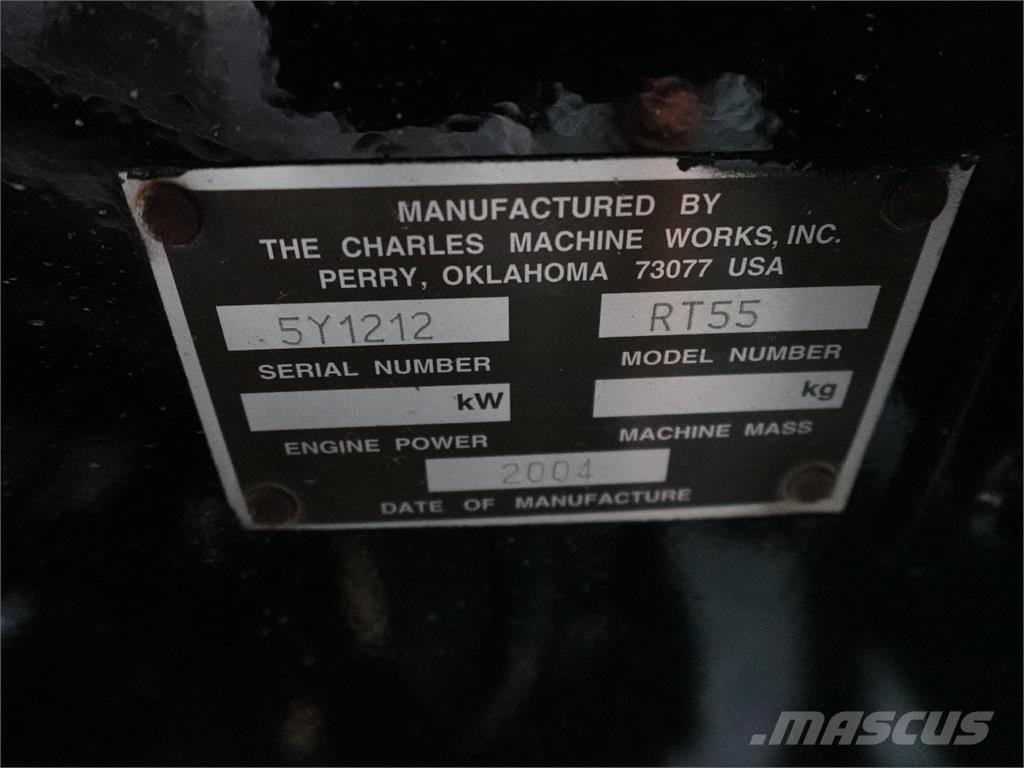 MANUFACTURED BY
THE CHARLES MACHINE WORKS, INC.
PERRY, OKLAHOMA 73077 USA
5Y1212 RT55
SERIAL NUMBER MODEL NUMBER
kW kg
ENGINE POWER MACHINE MASS
2004
DATE OF MANUFACTURE
MASCUS